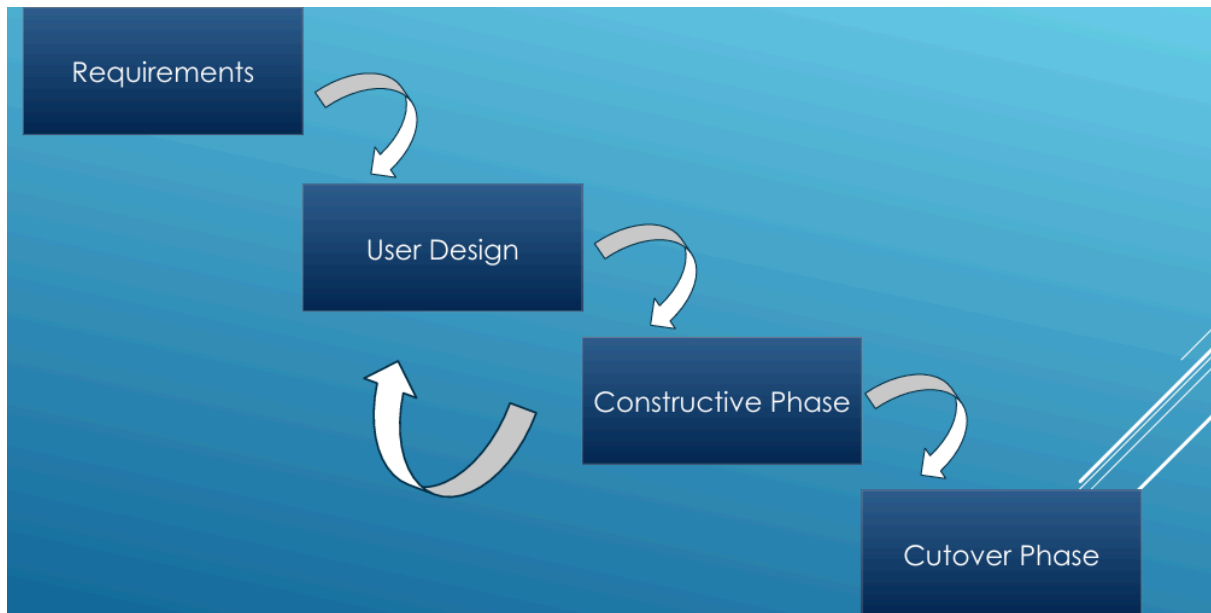 Requirements
User Design
Constructive Phase
Cutover Phase